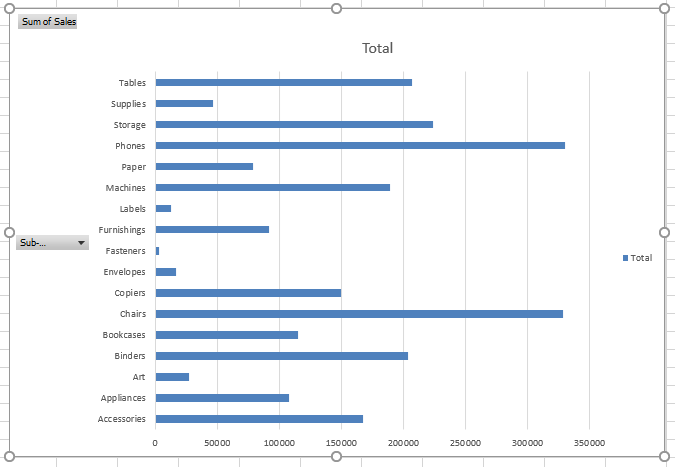 Sum of Sales
Total
Tables
Supplies
Storage
Phones
Paper
Machines
Labels
Furnishings
Sub-...
Fasteners
Total
Envelopes
Copiers
Chairs
Bookcases
Binders
Art
Appliances
Accessories
0 50000 100000 150000 200000 250000 300000 350000